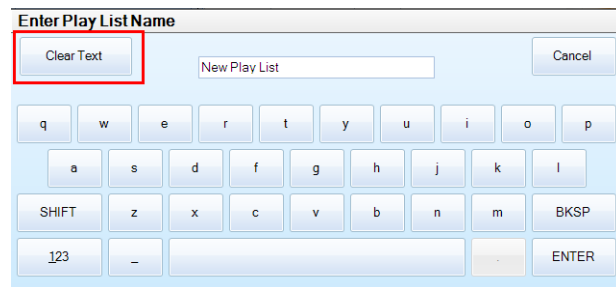 Enter Play List Name
Clear Text
New Play List
Cancel
q w e r t y u i o p
a s d f g h j k l
SHIFT z x c v b n m BKSP
123 _ . ENTER